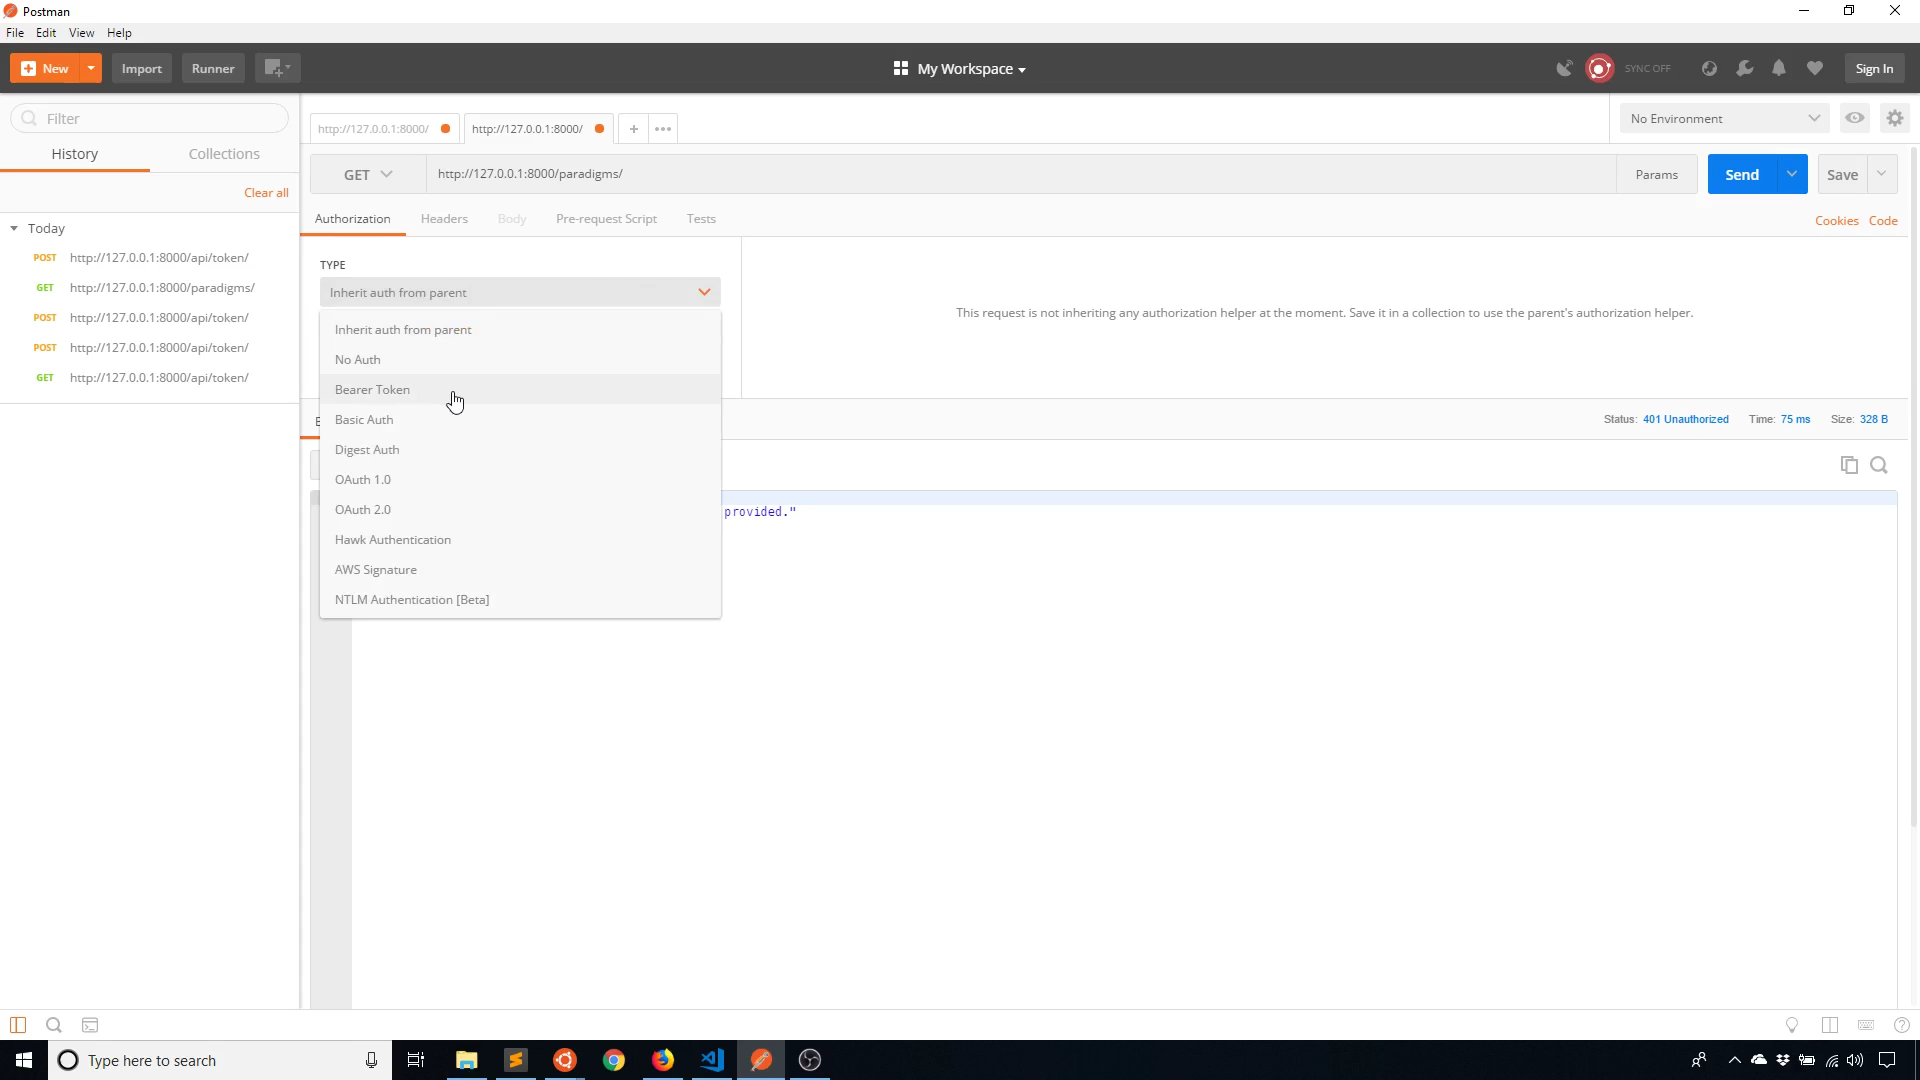 Postman
File Edit View Help
New Import Runner My Workspace SYNC OFF Sign In
Filter
History Collections
Clear all
Today
POST http://127.0.0.1:8000/api/token/
GET http://127.0.0.1:8000/paradigms/
POST http://127.0.0.1:8000/api/token/
POST http://127.0.0.1:8000/api/token/
GET http://127.0.0.1:8000/api/token/
http://127.0.0.1:8000/ http://127.0.0.1:8000/ + ••• No Environment
GET http://127.0.0.1:8000/paradigms/ Params Send Save
Authorization Headers Body Pre-request Script Tests Cookies Code
TYPE
Inherit auth from parent
This request is not inheriting any authorization helper at the moment. Save it in a collection to use the parent's authorization helper.
Inherit auth from parent
No Auth
Bearer Token
Basic Auth
Digest Auth
OAuth 1.0
OAuth 2.0
Hawk Authentication
AWS Signature
NTLM Authentication [Beta]
Status: 401 Unauthorized Time: 75 ms Size: 328 B
provided."
Type here to search